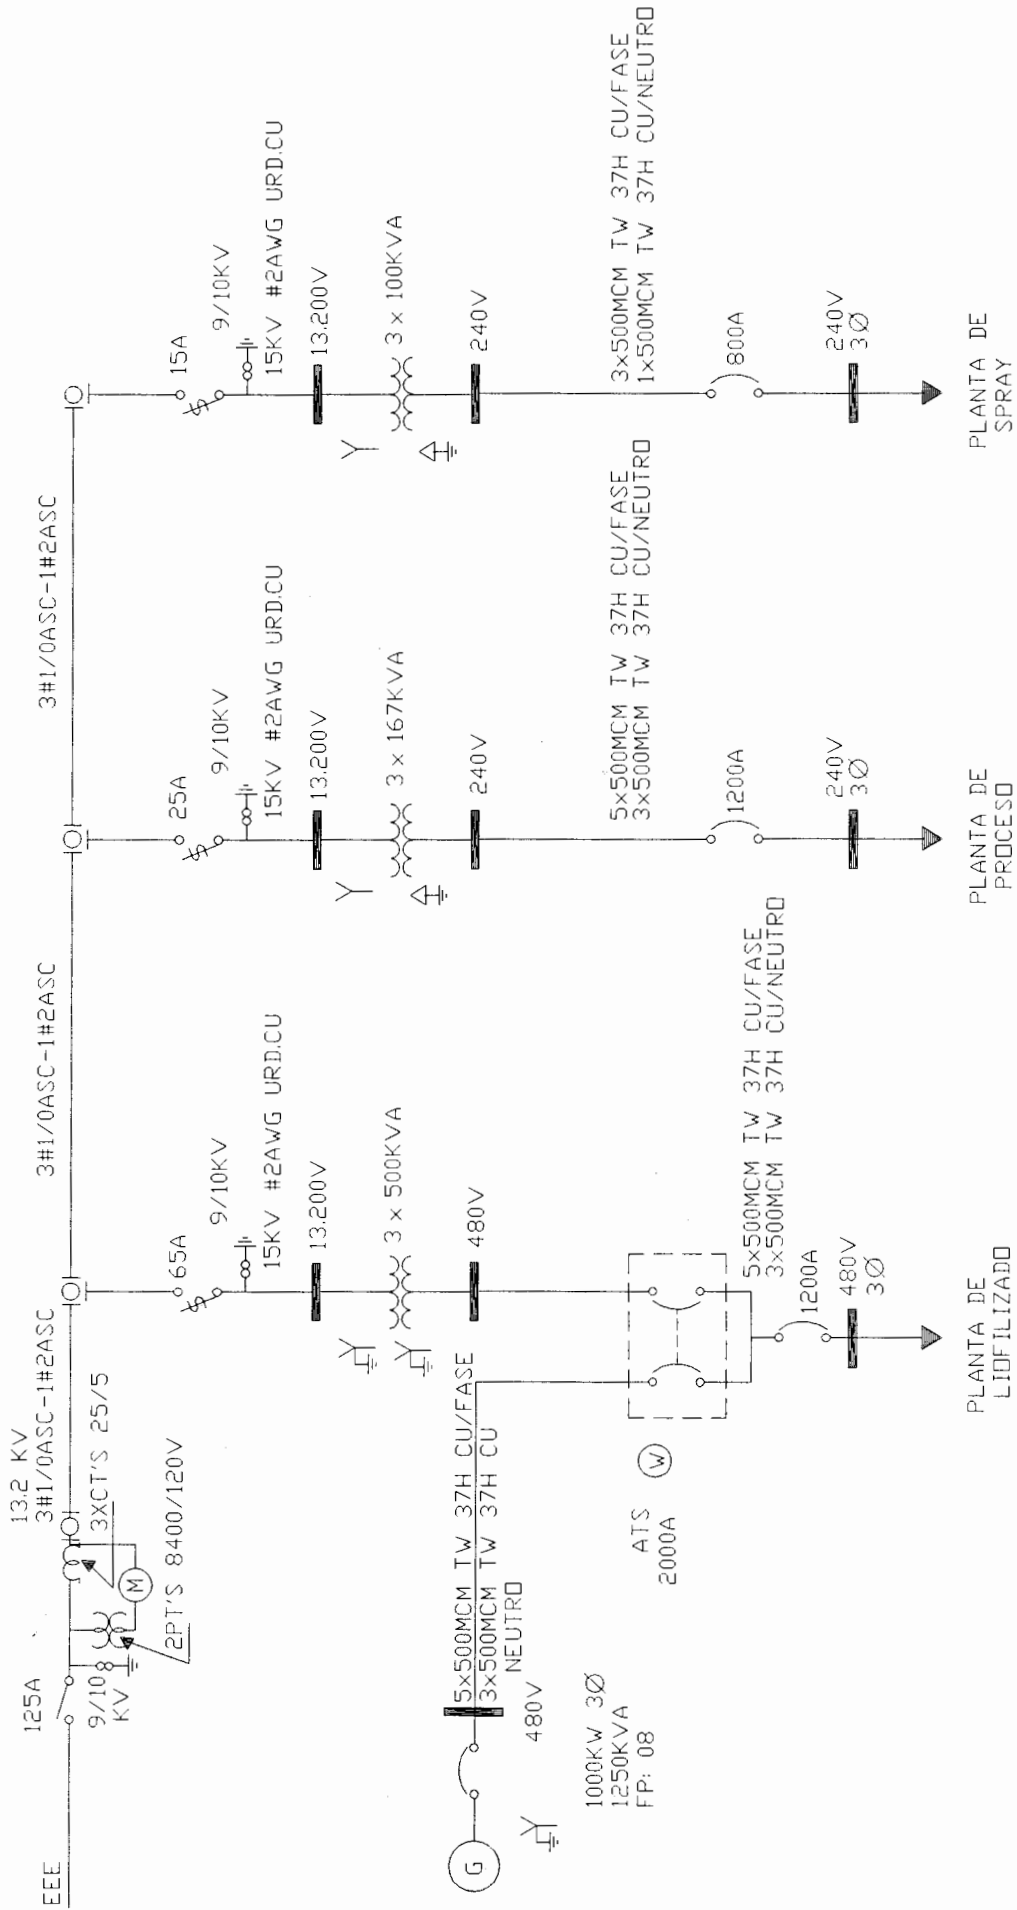 EEE
125A
9/10
KV
2PT'S 8400/120V
M
3XCT'S 25/5
13.2 KV
3#1/0ASC-1#2ASC
3#1/0ASC-1#2ASC
3#1/0ASC-1#2ASC
65A
9/10KV
15KV #2AWG URD.CU
13.200V
3 x 500KVA
480V
25A
9/10KV
15KV #2AWG URD.CU
13.200V
3 x 167KVA
240V
15A
9/10KV
15KV #2AWG URD.CU
13.200V
3 x 100KVA
240V
G
480V
1000KW 3Ø
1250KVA
FP: 08
5x500MCM TW 37H CU/FASE
3x500MCM TW 37H CU
NEUTRO
ATS
2000A
W
5x500MCM TW 37H CU/FASE
3x500MCM TW 37H CU/NEUTRO
1200A
480V
3Ø
PLANTA DE
LIOFILIZADO
5x500MCM TW 37H CU/FASE
3x500MCM TW 37H CU/NEUTRO
1200A
240V
3Ø
PLANTA DE
PROCESO
3x500MCM TW 37H CU/FASE
1x500MCM TW 37H CU/NEUTRO
800A
240V
3Ø
PLANTA DE
SPRAY